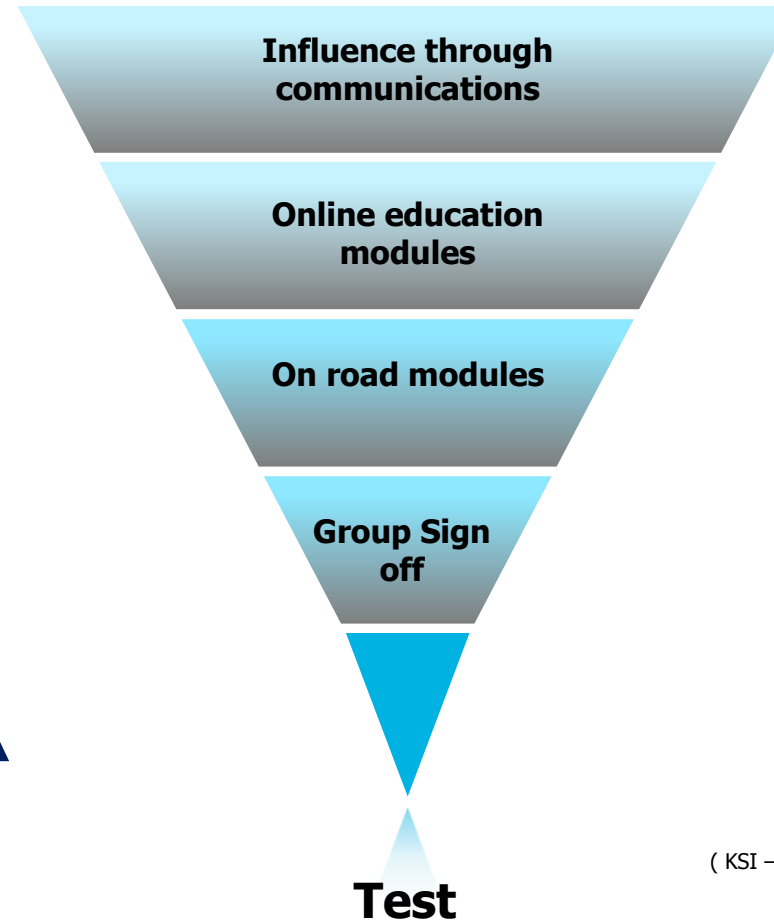 Influence through
communications
Online education
modules
On road modules
Group Sign
off
( KSI –
Test